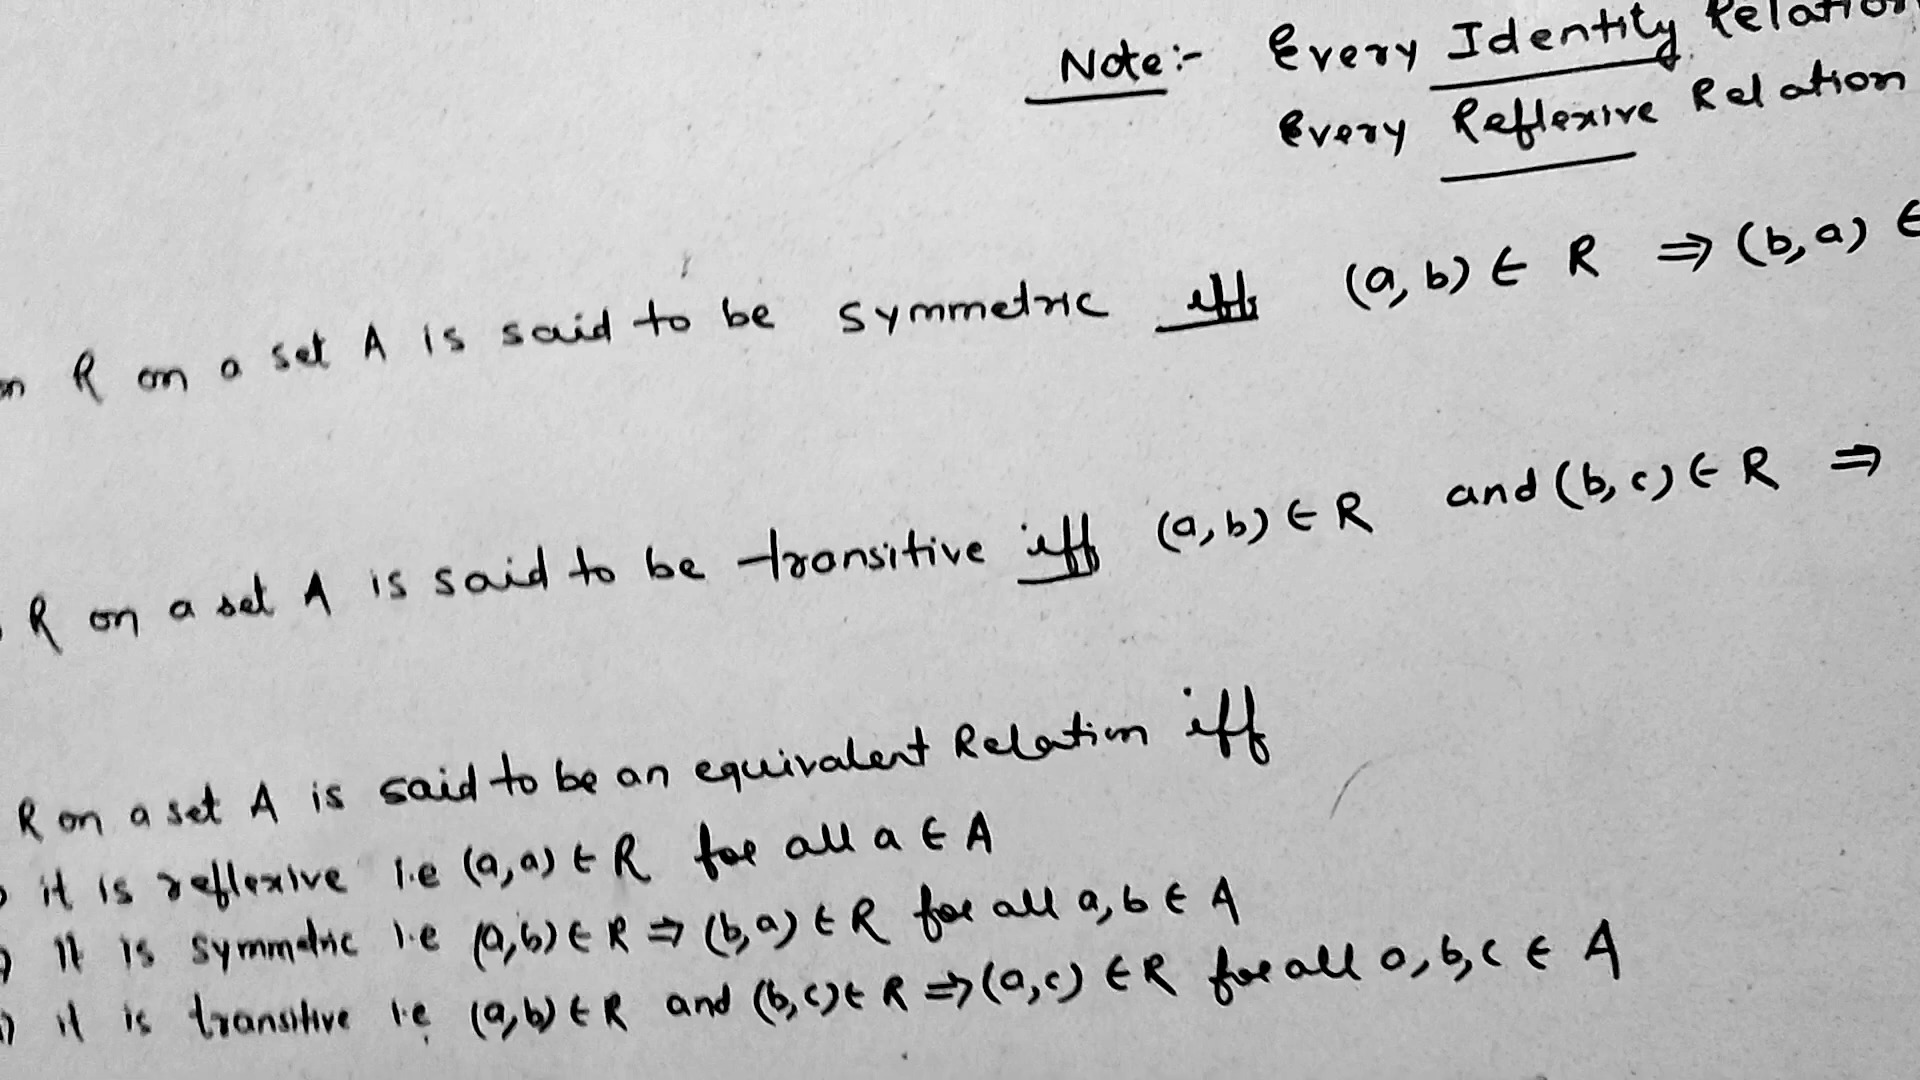 Note:- Every Identity Relation
Every Reflexive Relation
R on a set A is said to be symmetric iff (a,b) ∈ R ⇒ (b,a) ∈
R on a set A is said to be transitive iff (a,b) ∈ R and (b,c) ∈ R ⇒
R on a set A is said to be an equivalent Relation iff
it is reflexive i.e (a,a) ∈ R for all a ∈ A
It is symmetric i.e (a,b) ∈ R ⇒ (b,a) ∈ R for all a,b ∈ A
it is transitive i.e (a,b) ∈ R and (b,c) ∈ R ⇒ (a,c) ∈ R for all a,b,c ∈ A